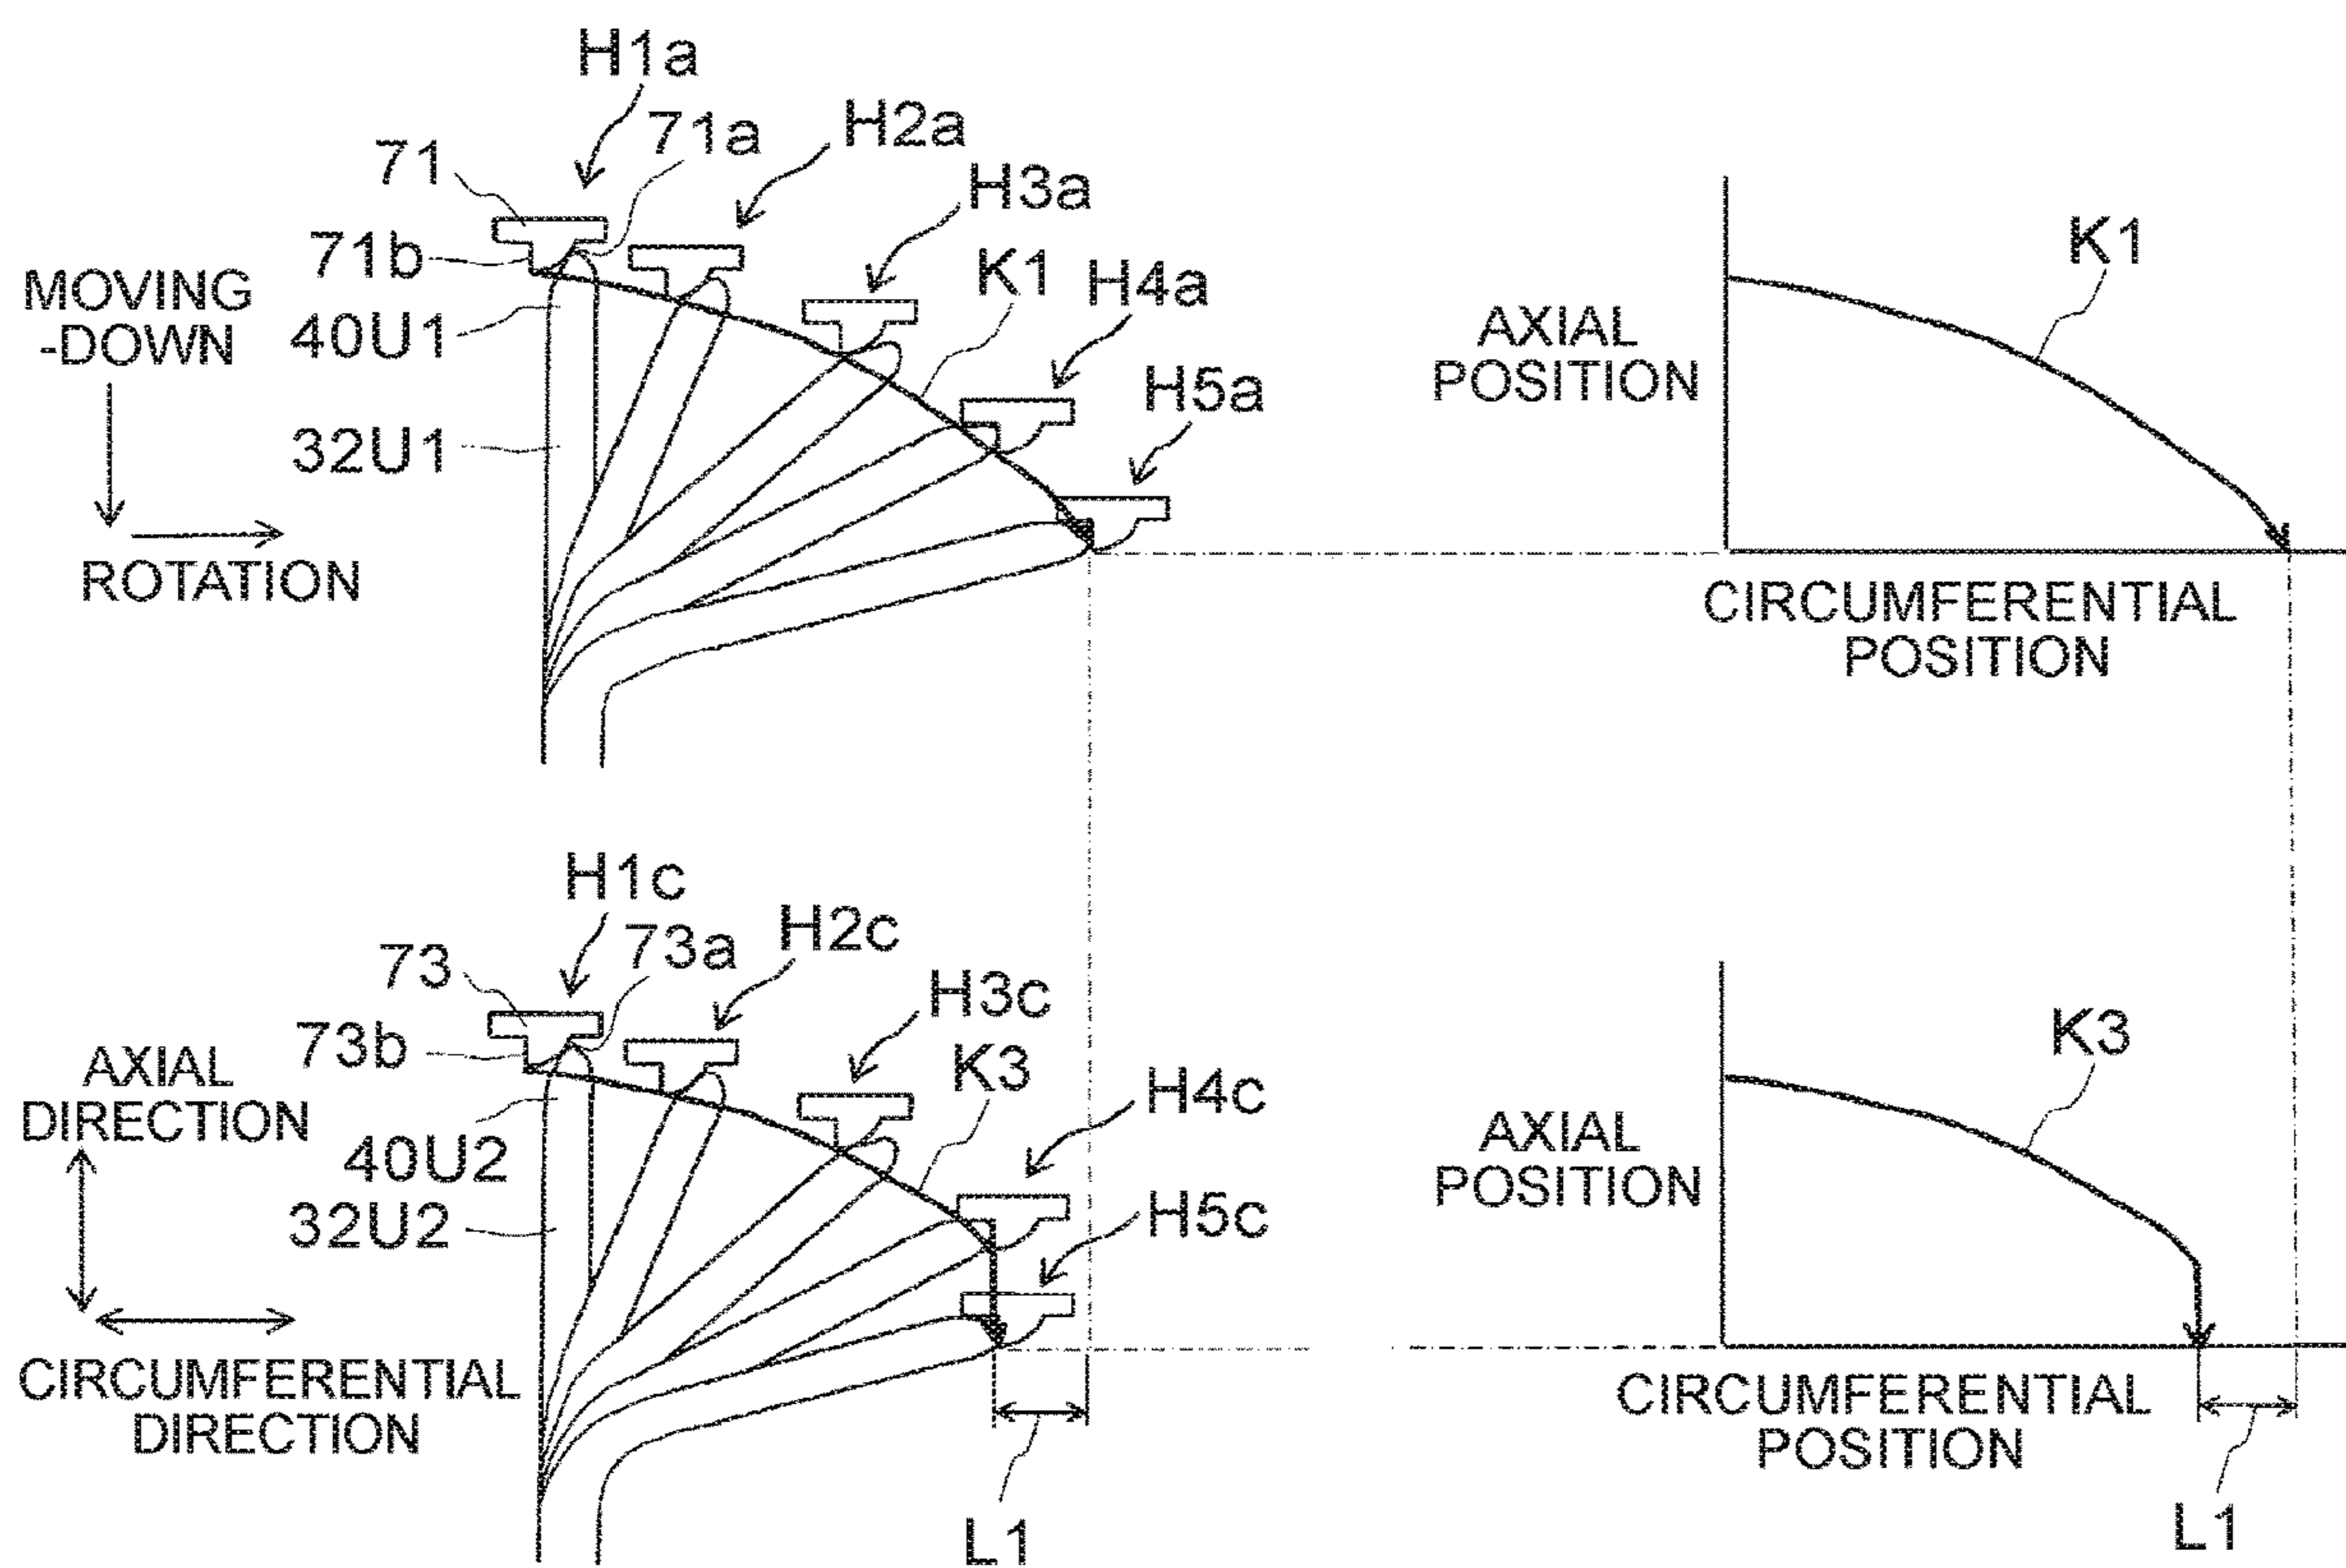 H1a
71a
H2a
71
H3a
71b
K1
H4a
MOVING
-DOWN
40U1
H5a
32U1
ROTATION
K1
AXIAL
POSITION
CIRCUMFERENTIAL
POSITION
H1c
73a
H2c
73
H3c
73b
K3
H4c
AXIAL
DIRECTION
40U2
H5c
32U2
CIRCUMFERENTIAL
DIRECTION
L1
K3
AXIAL
POSITION
CIRCUMFERENTIAL
POSITION
L1